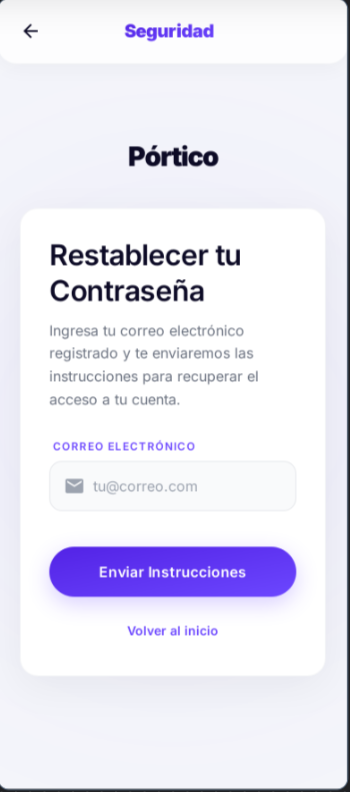 Seguridad
Pórtico
Restablecer tu
Contraseña
Ingresa tu correo electrónico
registrado y te enviaremos las
instrucciones para recuperar el
acceso a tu cuenta.
CORREO ELECTRÓNICO
tu@correo.com
Enviar Instrucciones
Volver al inicio